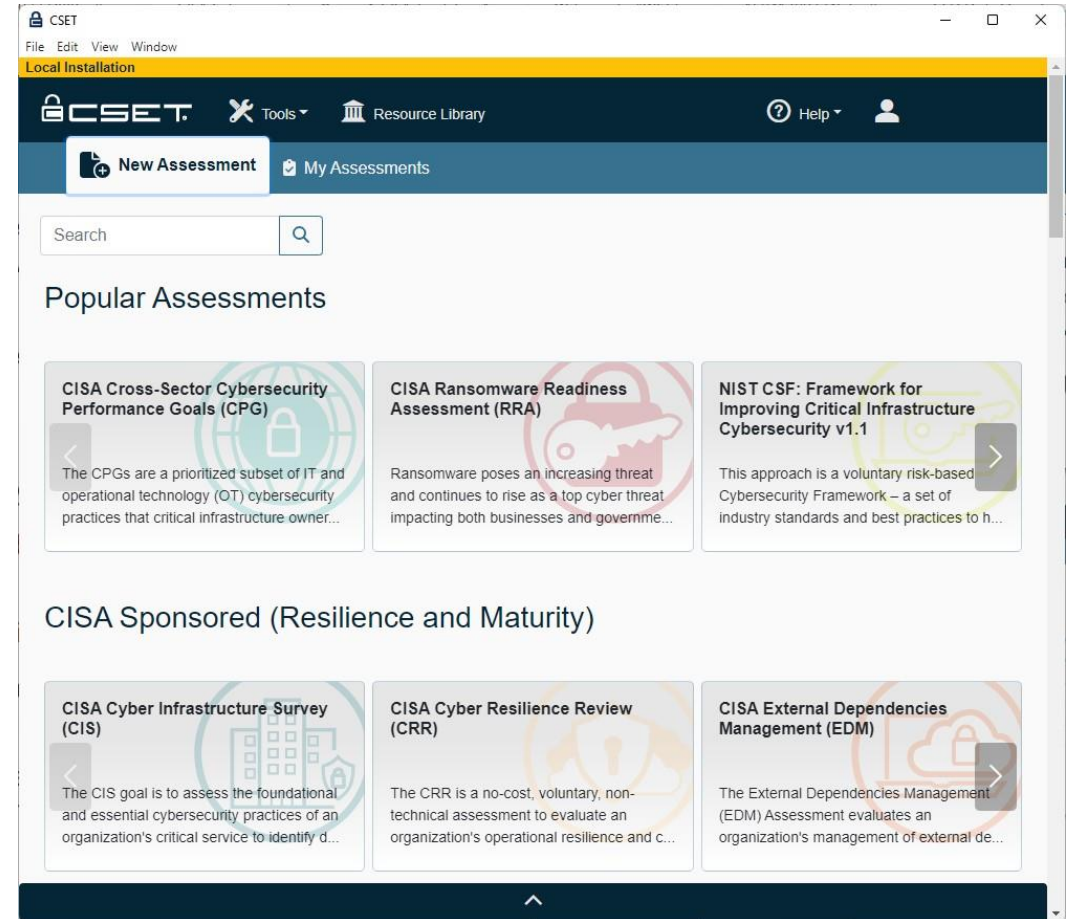 CSET
File Edit View Window
Local Installation
CSET
Tools
Resource Library
Help
New Assessment
My Assessments
Search
Popular Assessments
CISA Cross-Sector Cybersecurity
Performance Goals (CPG)
The CPGs are a prioritized subset of IT and
operational technology (OT) cybersecurity
practices that critical infrastructure owner...
CISA Ransomware Readiness
Assessment (RRA)
Ransomware poses an increasing threat
and continues to rise as a top cyber threat
impacting both businesses and governme...
NIST CSF: Framework for
Improving Critical Infrastructure
Cybersecurity v1.1
This approach is a voluntary risk-based
Cybersecurity Framework – a set of
industry standards and best practices to h...
CISA Sponsored (Resilience and Maturity)
CISA Cyber Infrastructure Survey
(CIS)
The CIS goal is to assess the foundational
and essential cybersecurity practices of an
organization's critical service to identify d...
CISA Cyber Resilience Review
(CRR)
The CRR is a no-cost, voluntary, non-
technical assessment to evaluate an
organization's operational resilience and c...
CISA External Dependencies
Management (EDM)
The External Dependencies Management
(EDM) Assessment evaluates an
organization's management of external de...